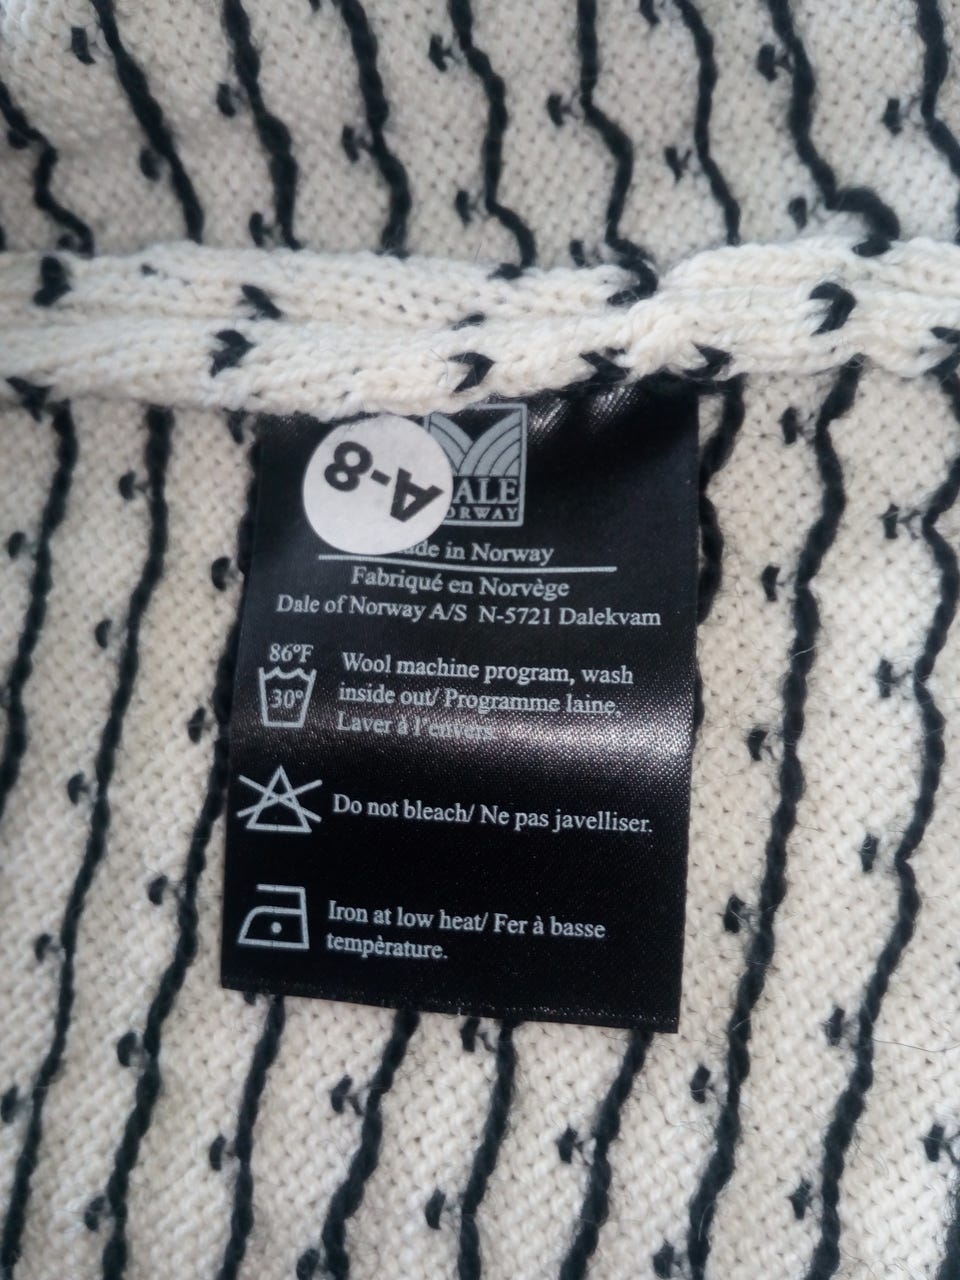 A-8
ALE
ORWAY
ade in Norway
Fabriqué en Norvège
Dale of Norway A/S N-5721 Dalekvam
86°F
30°
Wool machine program, wash
inside out/ Programme laine,
Laver à l'envers
Do not bleach/ Ne pas javelliser.
Iron at low heat/ Fer à basse
tempèrature.